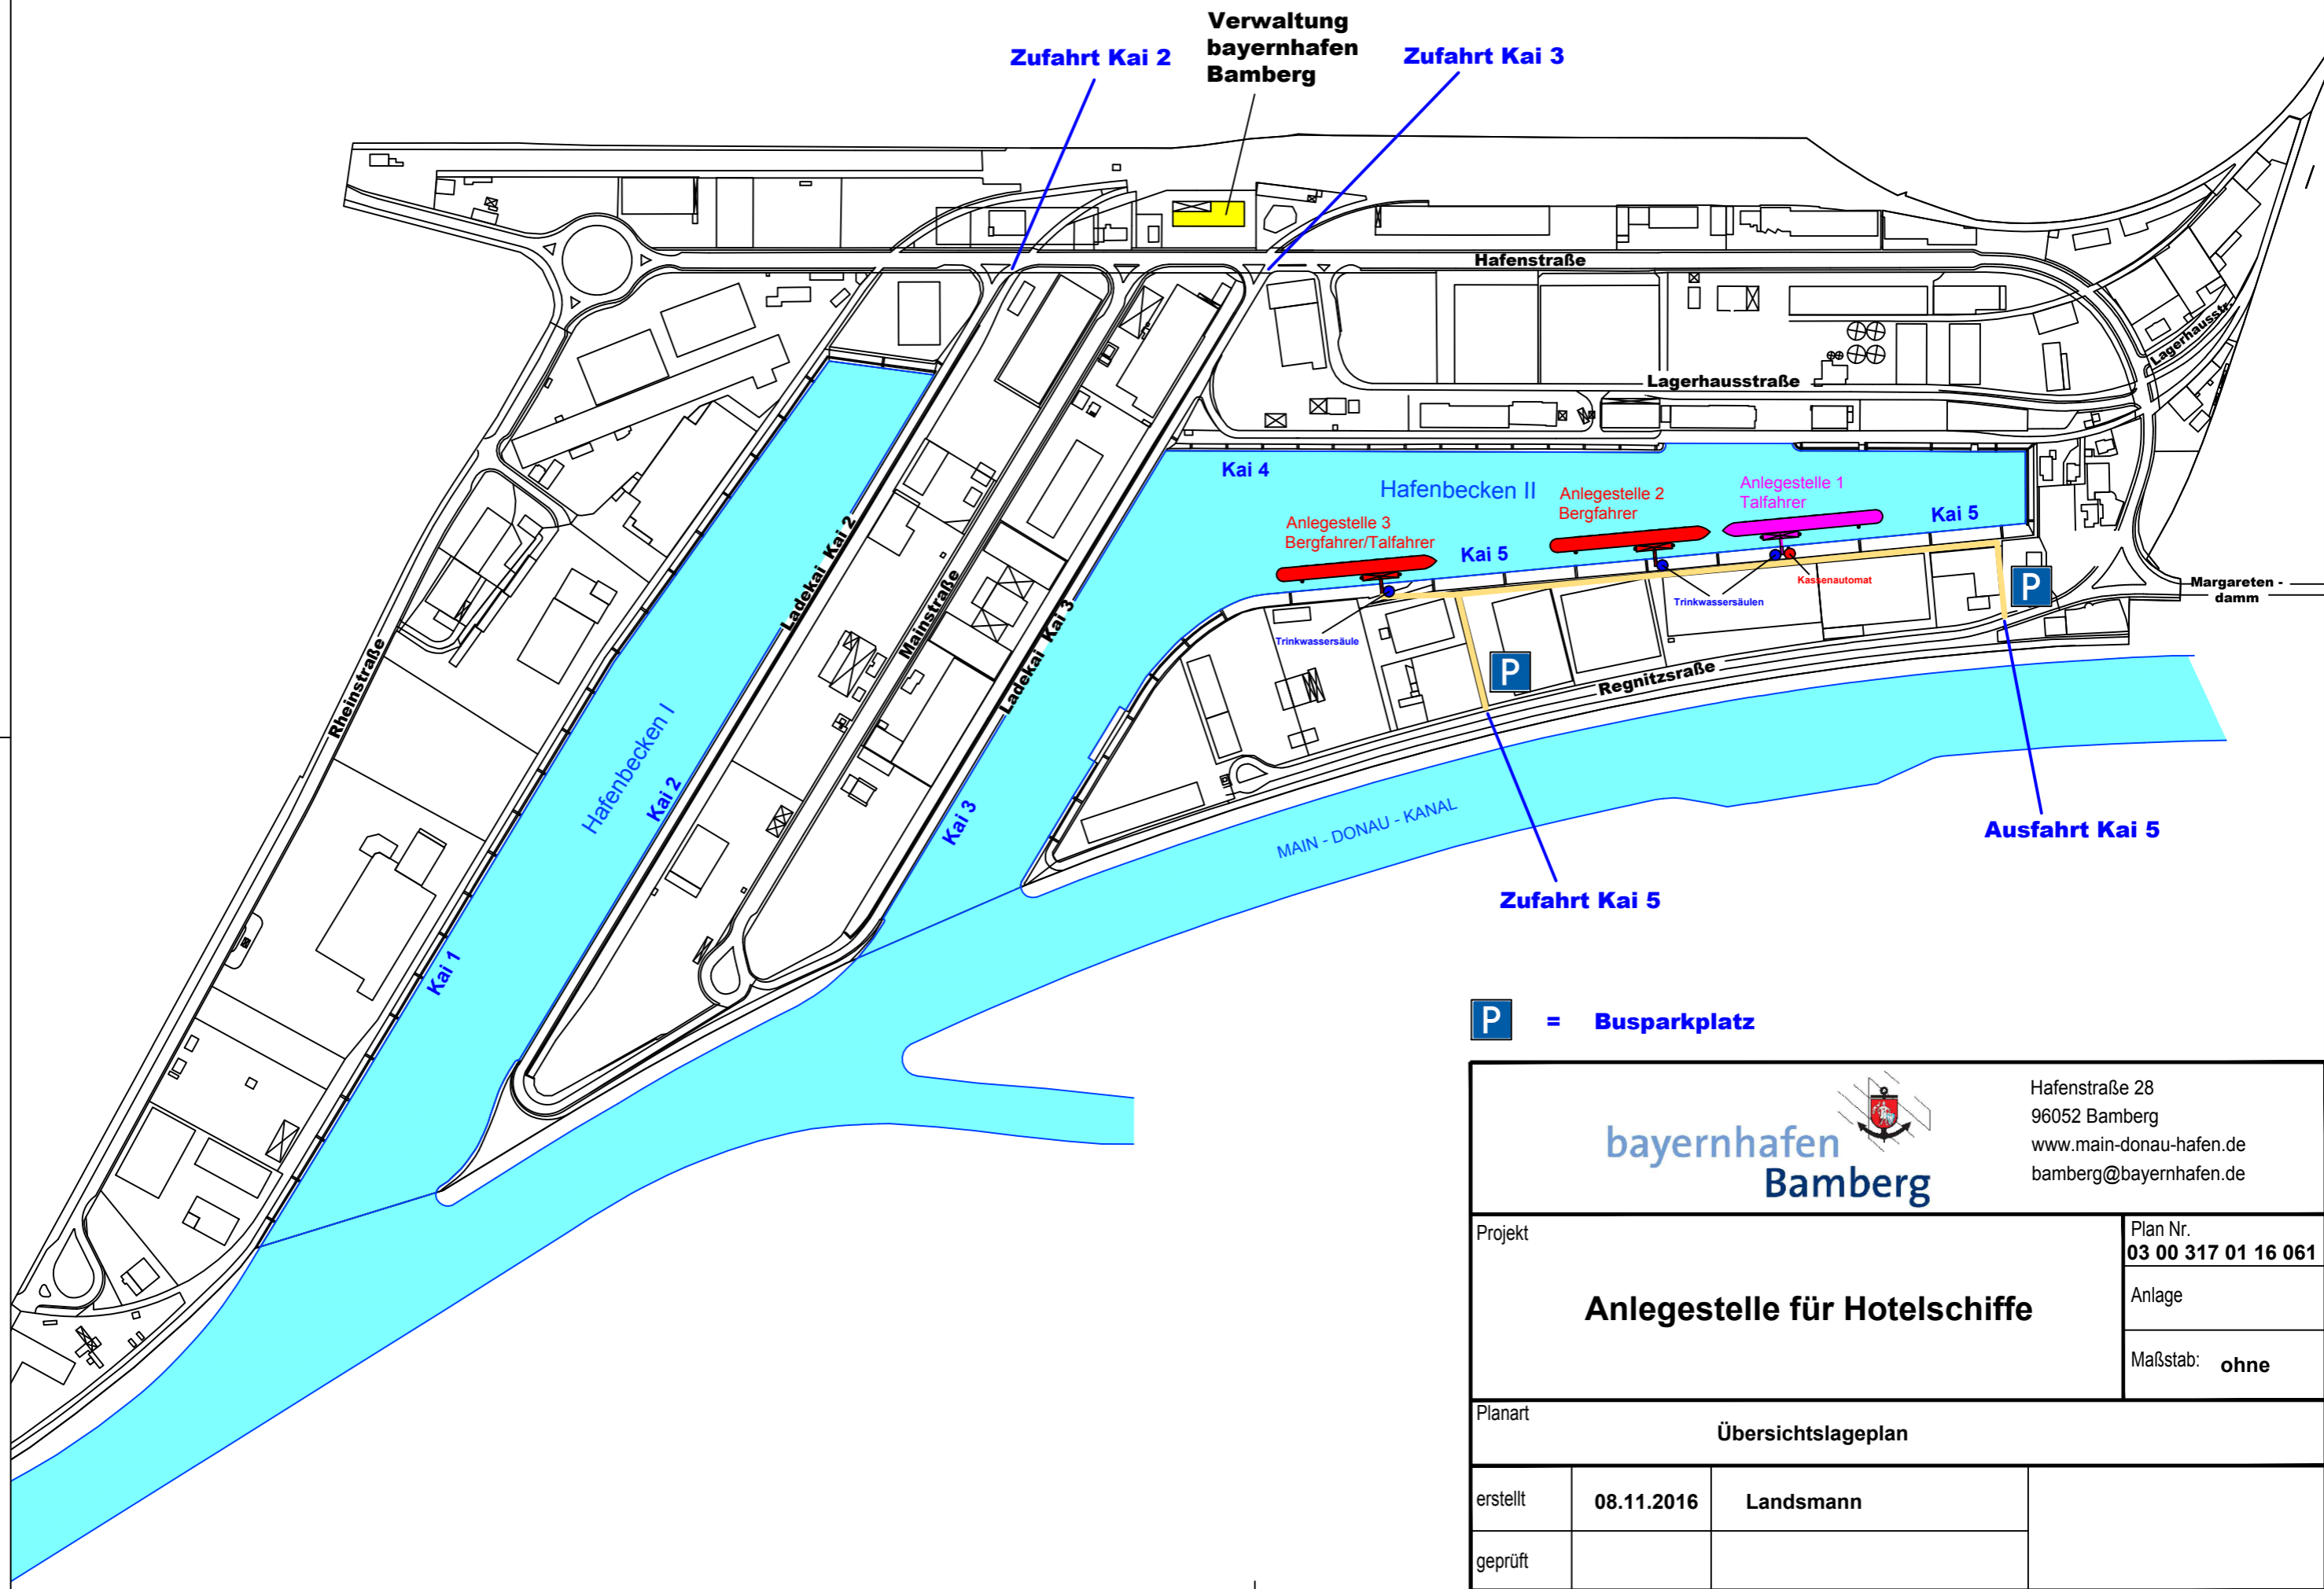 Verwaltung
bayernhafen
Bamberg
Zufahrt Kai 2
Zufahrt Kai 3
Hafenstraße
Lagerhausstr.
Lagerhausstraße
Kai 4
Hafenbecken II
Anlegestelle 1
Talfahrer
Anlegestelle 2
Bergfahrer
Anlegestelle 3
Bergfahrer/Talfahrer
Kai 5
Kai 5
Kassenautomat
Trinkwassersäulen
Trinkwassersäule
P
P
Margareten -
damm
Regnitzsraße
Rheinstraße
Ladekai Kai 2
Mainstraße
Ladekai Kai 3
Hafenbecken I
Kai 2
Kai 3
Kai 1
MAIN - DONAU - KANAL
Ausfahrt Kai 5
Zufahrt Kai 5
P = Busparkplatz
bayernhafen
Bamberg
Hafenstraße 28
96052 Bamberg
www.main-donau-hafen.de
bamberg@bayernhafen.de
Projekt
Anlegestelle für Hotelschiffe
Plan Nr.
03 00 317 01 16 061
Anlage
Maßstab: ohne
Planart
Übersichtslageplan
erstellt 08.11.2016 Landsmann
geprüft